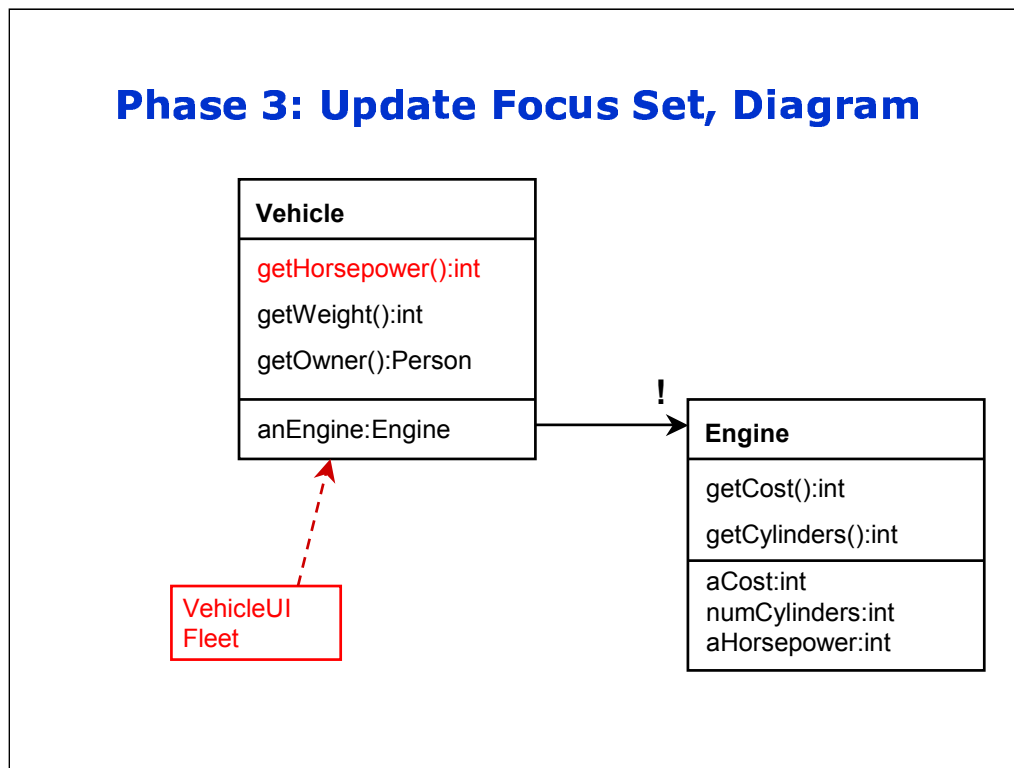 Phase 3: Update Focus Set, Diagram
Vehicle
getHorsepower():int
getWeight():int
getOwner():Person
anEngine:Engine
!
Engine
getCost():int
getCylinders():int
aCost:int
numCylinders:int
aHorsepower:int
VehicleUI
Fleet